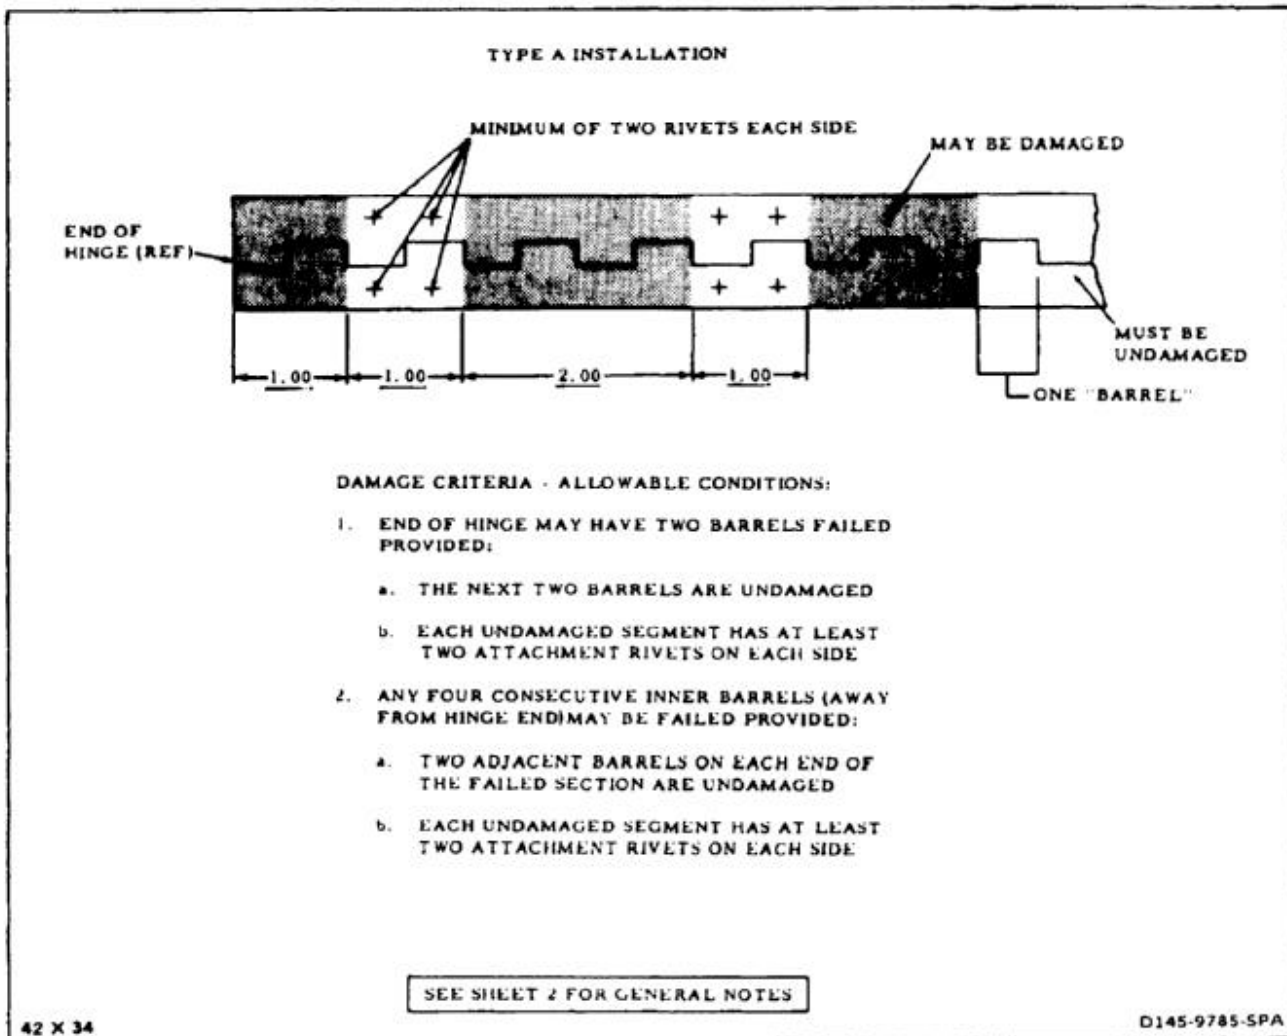 TYPE A INSTALLATION
MINIMUM OF TWO RIVETS EACH SIDE
MAY BE DAMAGED
END OF
HINGE (REF)
MUST BE
UNDAMAGED
1.00 1.00 2.00 1.00
ONE "BARREL"
DAMAGE CRITERIA - ALLOWABLE CONDITIONS:
1. END OF HINGE MAY HAVE TWO BARRELS FAILED
PROVIDED:
a. THE NEXT TWO BARRELS ARE UNDAMAGED
b. EACH UNDAMAGED SEGMENT HAS AT LEAST
TWO ATTACHMENT RIVETS ON EACH SIDE
2. ANY FOUR CONSECUTIVE INNER BARRELS (AWAY
FROM HINGE END) MAY BE FAILED PROVIDED:
a. TWO ADJACENT BARRELS ON EACH END OF
THE FAILED SECTION ARE UNDAMAGED
b. EACH UNDAMAGED SEGMENT HAS AT LEAST
TWO ATTACHMENT RIVETS ON EACH SIDE
SEE SHEET 2 FOR GENERAL NOTES
42 X 34
D145-9785-SPA